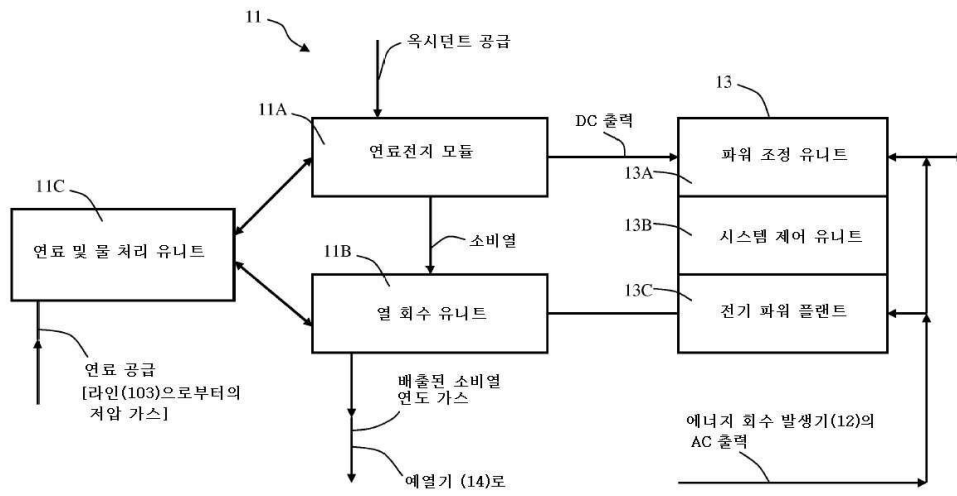 11
옥시던트 공급
11A
연료전지 모듈
DC 출력
13
파워 조정 유니트
13A
11C
연료 및 물 처리 유니트
소비열
13B
시스템 제어 유니트
11B
열 회수 유니트
13C
전기 파워 플랜트
연료 공급
[라인(103)으로부터의
저압 가스]
배출된 소비열
연도 가스
에너지 회수 발생기(12)의
AC 출력
예열기 (14)로